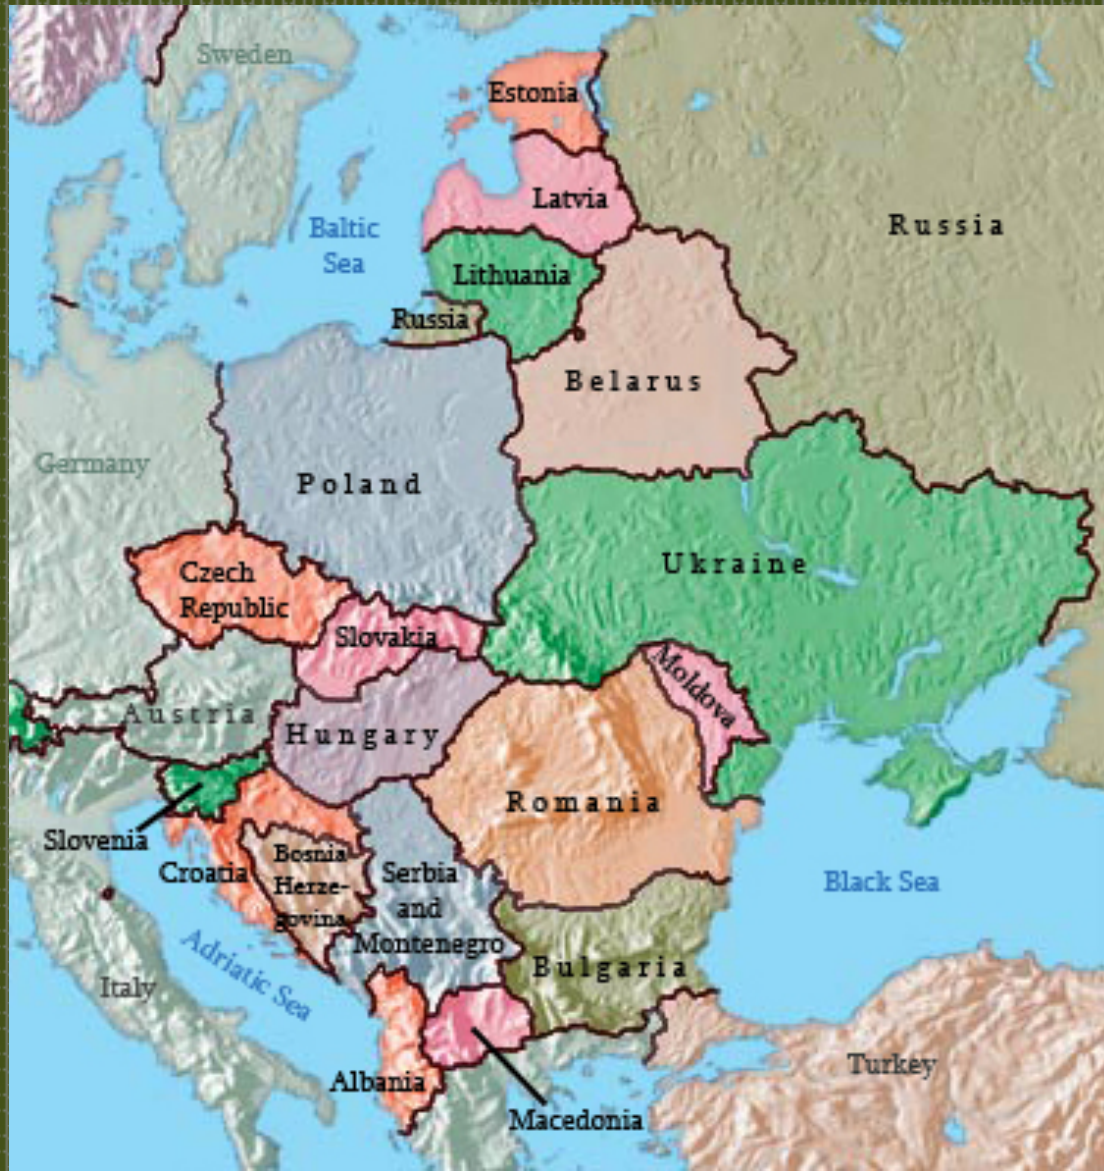 Sweden
Estonia
Latvia
Russia
Baltic
Sea
Lithuania
Russia
Belarus
Germany
Poland
Ukraine
Czech
Republic
Slovakia
Moldova
Austria
Hungary
Romania
Slovenia
Croatia
Bosnia
Herze-
govina
Serbia
and
Montenegro
Black Sea
Adriatic Sea
Italy
Bulgaria
Albania
Macedonia
Turkey